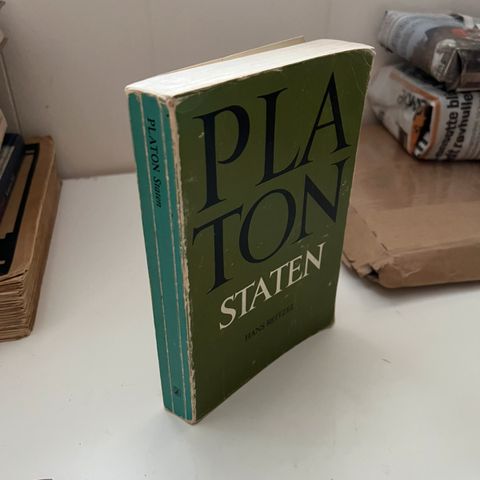 PLATON Staten
PLA
TON
STATEN
HANS REITZEL